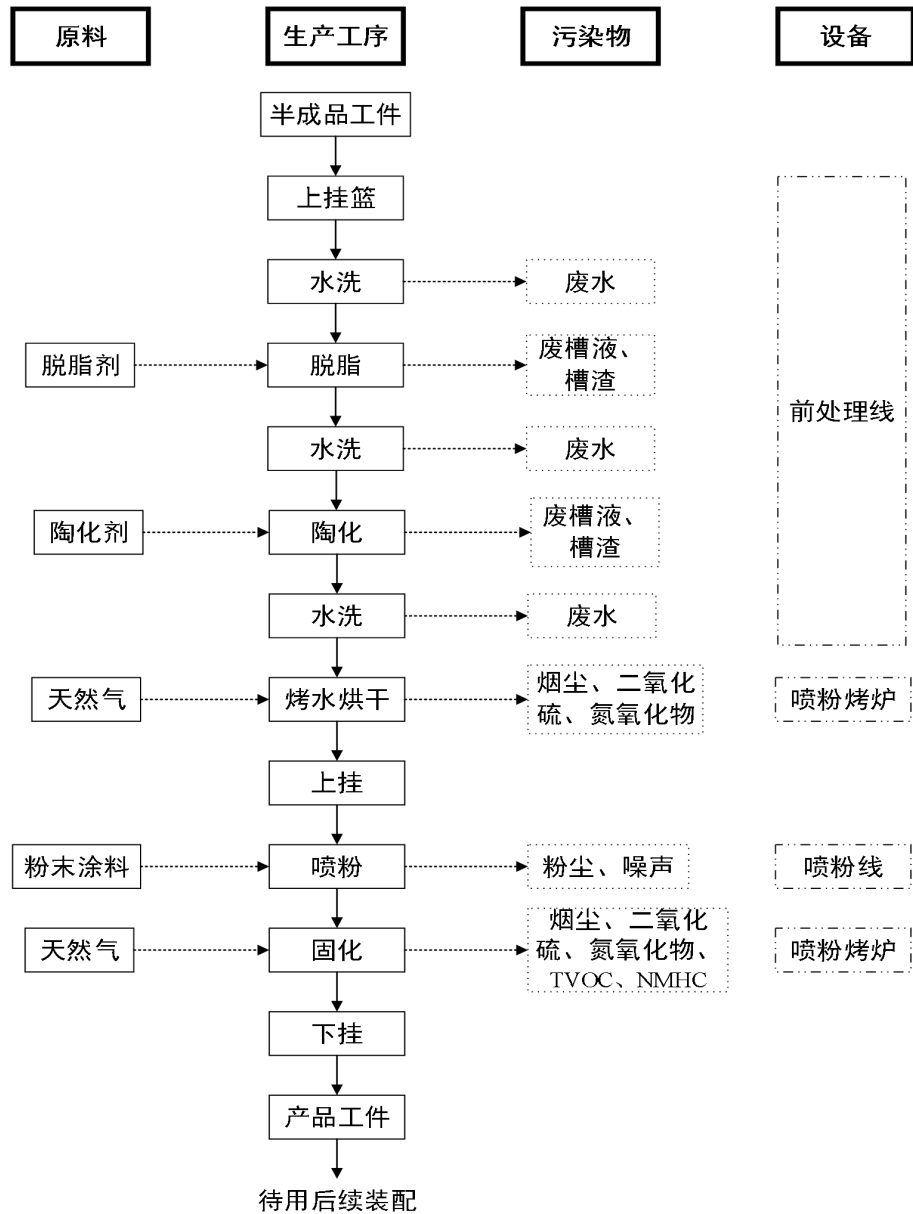 原料
生产工序
污染物
设备
半成品工件
上挂篮
水洗
废水
脱脂剂
脱脂
废槽液、
槽渣
前处理线
水洗
废水
陶化剂
陶化
废槽液、
槽渣
水洗
废水
天然气
烤水烘干
烟尘、二氧化
硫、氮氧化物
喷粉烤炉
上挂
粉末涂料
喷粉
粉尘、噪声
喷粉线
天然气
固化
烟尘、二氧化
硫、氮氧化物、
TVOC、NMHC
喷粉烤炉
下挂
产品工件
待用后续装配